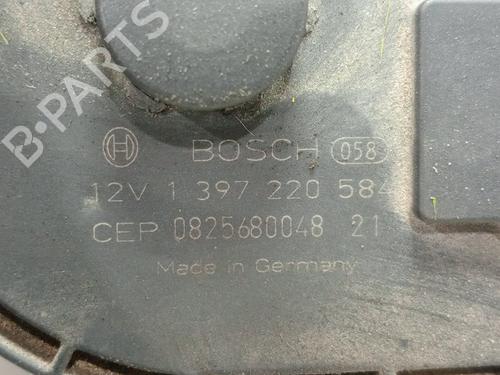 B-PARTS
BOSCH 058
12V 1 397 220 584
CEP 0825680048 21
Made in Germany